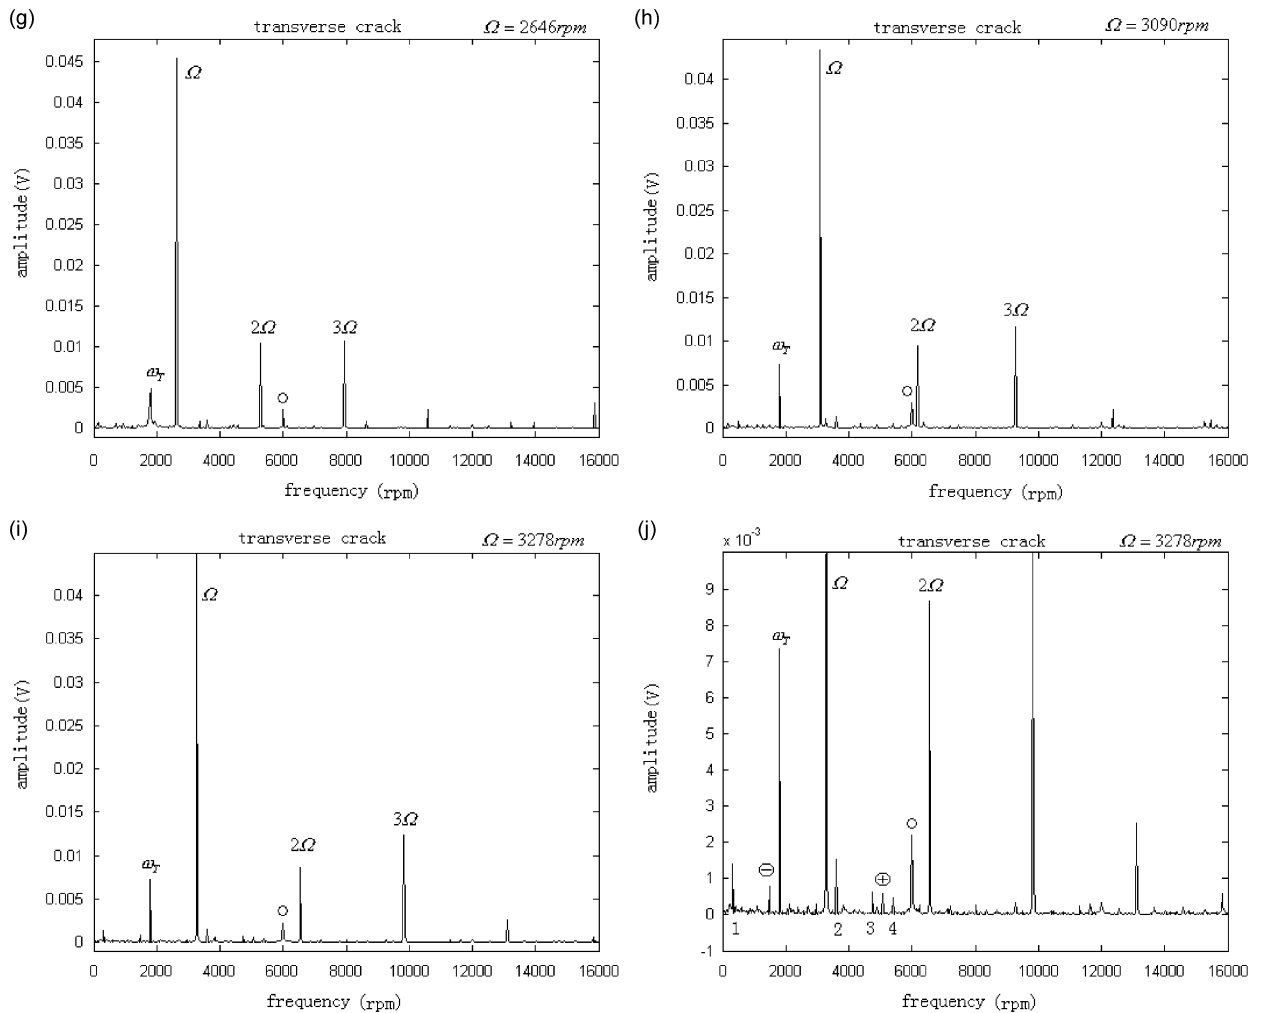 (g)
transverse crack
Ω = 2646rpm
0.045
0.04
0.035
0.03
0.025
0.02
0.015
0.01
0.005
0
amplitude(V)
Ω
ω_T
2Ω
3Ω
0 2000 4000 6000 8000 10000 12000 14000 16000
frequency (rpm)
(h)
transverse crack
Ω = 3090rpm
0.04
0.035
0.03
0.025
0.02
0.015
0.01
0.005
0
amplitude(V)
Ω
ω_T
2Ω
3Ω
0 2000 4000 6000 8000 10000 12000 14000 16000
frequency (rpm)
(i)
transverse crack
Ω = 3278rpm
0.04
0.035
0.03
0.025
0.02
0.015
0.01
0.005
0
amplitude(V)
Ω
ω_T
2Ω
3Ω
0 2000 4000 6000 8000 10000 12000 14000 16000
frequency (rpm)
(j)
x 10^-3
transverse crack
Ω = 3278rpm
9
8
7
6
5
4
3
2
1
0
-1
amplitude(V)
Ω
2Ω
ω_T
1 2 3 4
0 2000 4000 6000 8000 10000 12000 14000 16000
frequency (rpm)